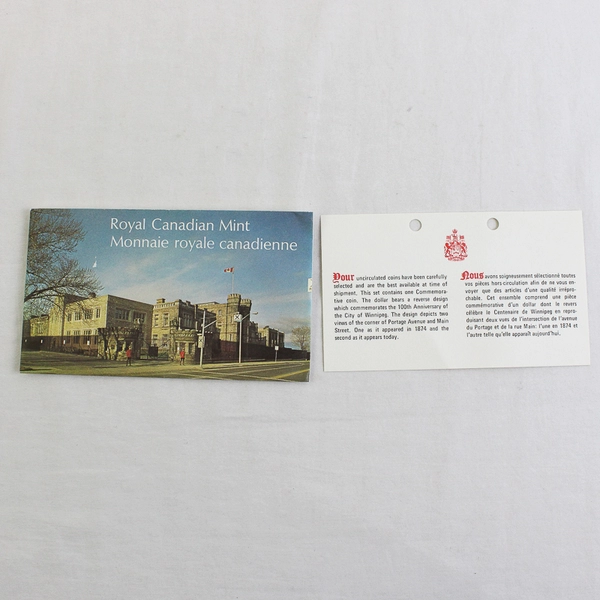 Royal Canadian Mint
Monnaie royale canadienne
Your uncirculated coins have been carefully
selected and are the best available at time of
shipment. This set contains one Commemora-
tive coin. The dollar bears a reverse design
which commemorates the 100th Anniversary of
the City of Winnipeg. The design depicts two
views of the corner of Portage Avenue and Main
Street. One as it appeared in 1874 and the
second as it appears today.
Nous avons soigneusement sélectionné toutes
vos pièces hors circulation afin de ne vous en-
voyer que des articles d'une qualité irrépro-
chable. Cet ensemble comprend une pièce
commémorative d'un dollar dont le revers
célèbre le Centenaire de Winnipeg en repro-
duisant deux vues de l'intersection de l'avenue
du Portage et de la rue Main: l'une en 1874 et
l'autre telle qu'elle apparaît aujourd'hui.